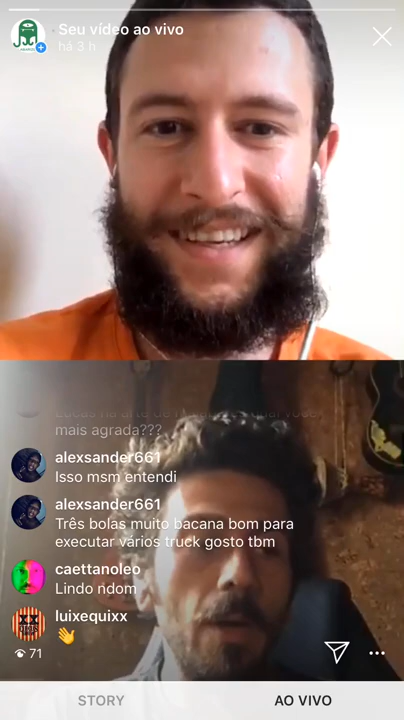 Seu vídeo ao vivo
há 3 h
mais agrada???
alexsander661
Isso msm entendi
alexsander661
Três bolas muito bacana bom para
executar vários truck gosto tbm
caettanoleo
Lindo ndom
luixequixx
👋
71
STORY
AO VIVO